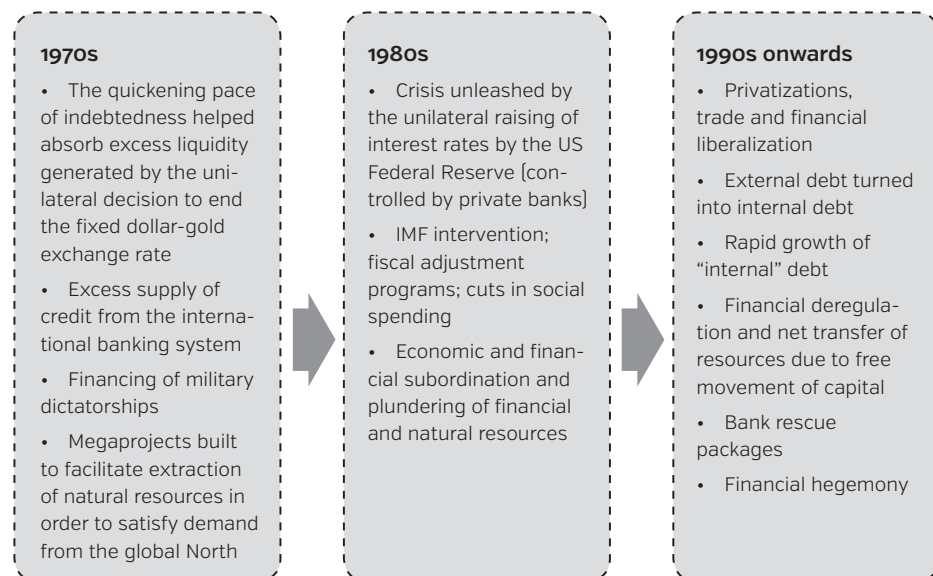 1970s
• The quickening pace
of indebtedness helped
absorb excess liquidity
generated by the uni-
lateral decision to end
the fixed dollar-gold
exchange rate
• Excess supply of
credit from the interna-
tional banking system
• Financing of military
dictatorships
• Megaprojects built
to facilitate extraction
of natural resources in
order to satisfy demand
from the global North
1980s
• Crisis unleashed by
the unilateral raising of
interest rates by the US
Federal Reserve (con-
trolled by private banks)
• IMF intervention;
fiscal adjustment
programs; cuts in social
spending
• Economic and finan-
cial subordination and
plundering of financial
and natural resources
1990s onwards
• Privatizations,
trade and financial
liberalization
• External debt turned
into internal debt
• Rapid growth of
“internal” debt
• Financial deregula-
tion and net transfer of
resources due to free
movement of capital
• Bank rescue
packages
• Financial hegemony